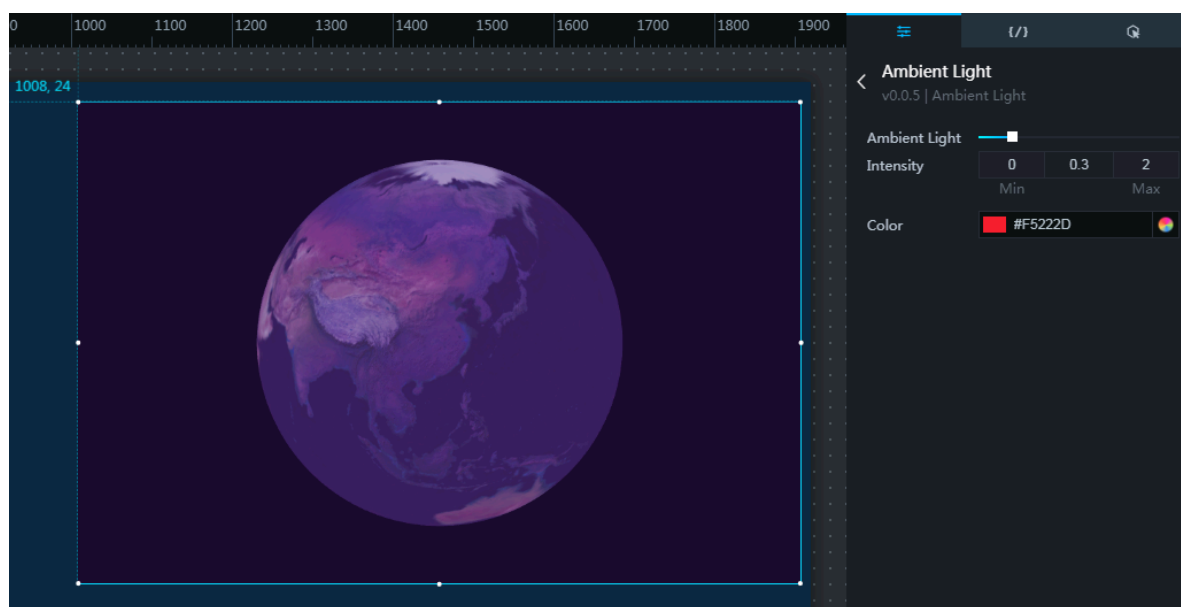 0 1000 1100 1200 1300 1400 1500 1600 1700 1800 1900
{/}
1008, 24
Ambient Light
v0.0.5 | Ambient Light
Ambient Light
Intensity 0 0.3 2
Min Max
Color #F5222D